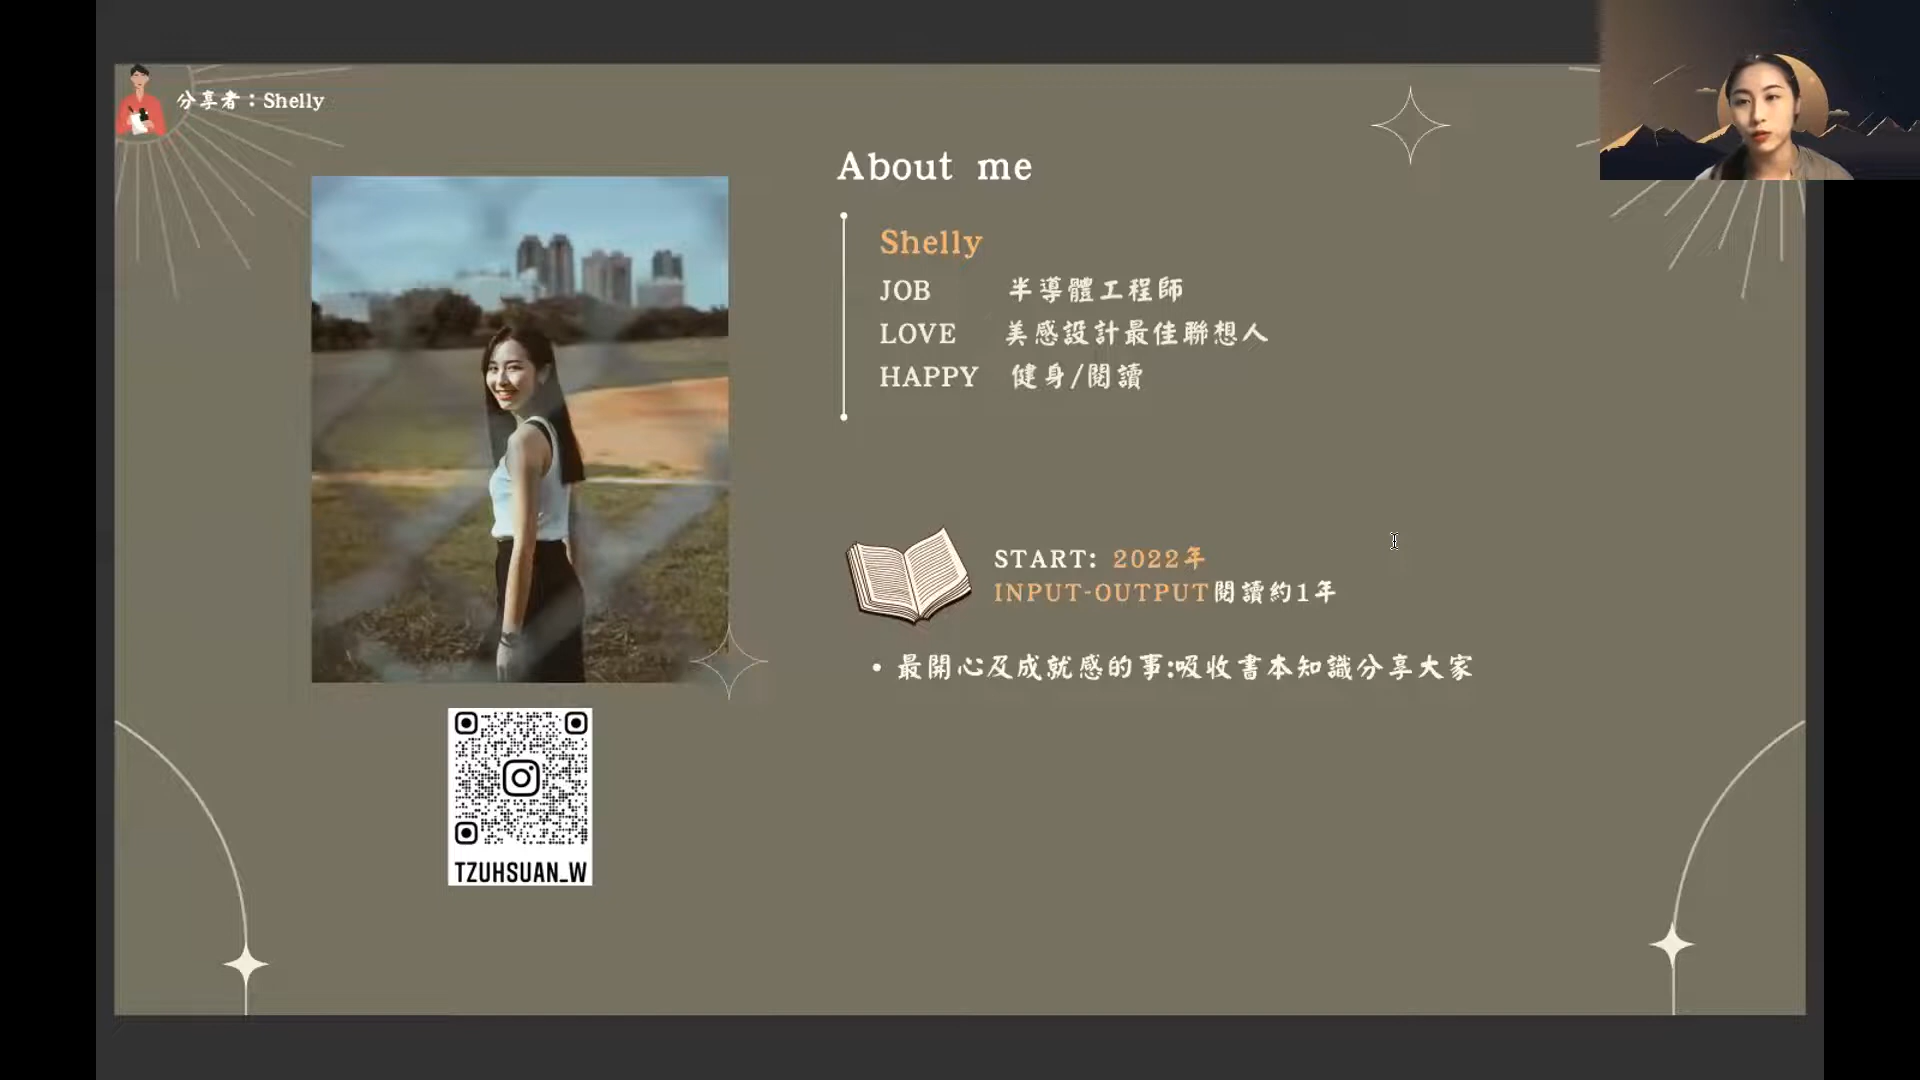 分享者：Shelly
About me
Shelly
JOB 半導體工程師
LOVE 美感設計最佳聯想人
HAPPY 健身/閱讀
START: 2022年
INPUT-OUTPUT閱讀約1年
• 最開心及成就感的事:吸收書本知識分享大家
TZUHSUAN_W